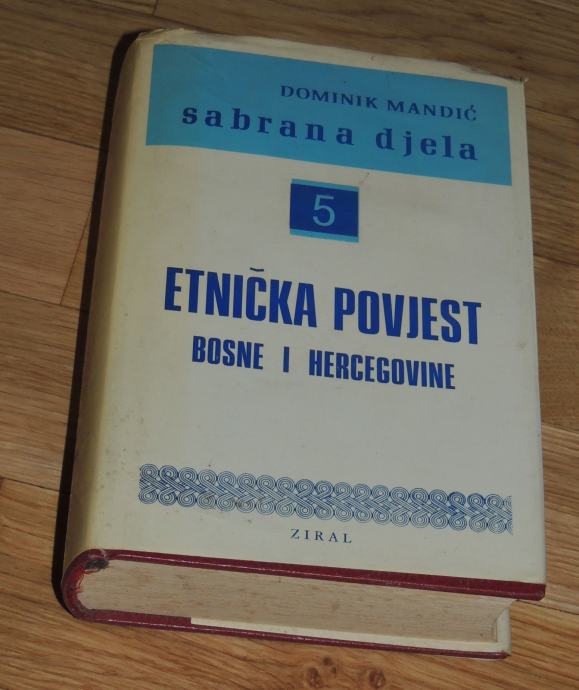 DOMINIK MANDIĆ
sabrana djela
5
ETNIČKA POVJEST
BOSNE I HERCEGOVINE
ZIRAL